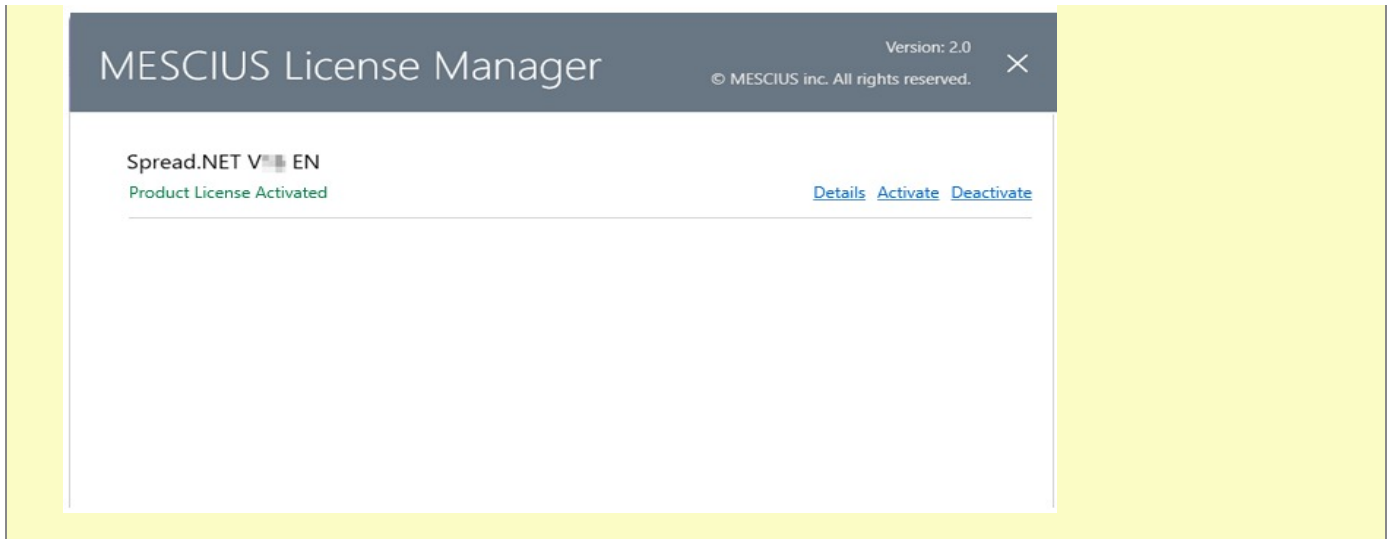 MESCIUS License Manager
Version: 2.0
© MESCIUS inc. All rights reserved.
Spread.NET V EN
Product License Activated
Details Activate Deactivate